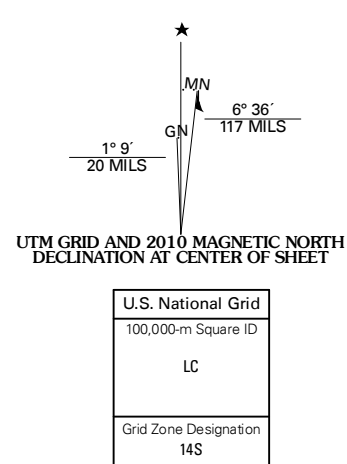 MN
GN
6° 36´
117 MILS
1° 9´
20 MILS
UTM GRID AND 2010 MAGNETIC NORTH
DECLINATION AT CENTER OF SHEET
U.S. National Grid
100,000-m Square ID
LC
Grid Zone Designation
14S